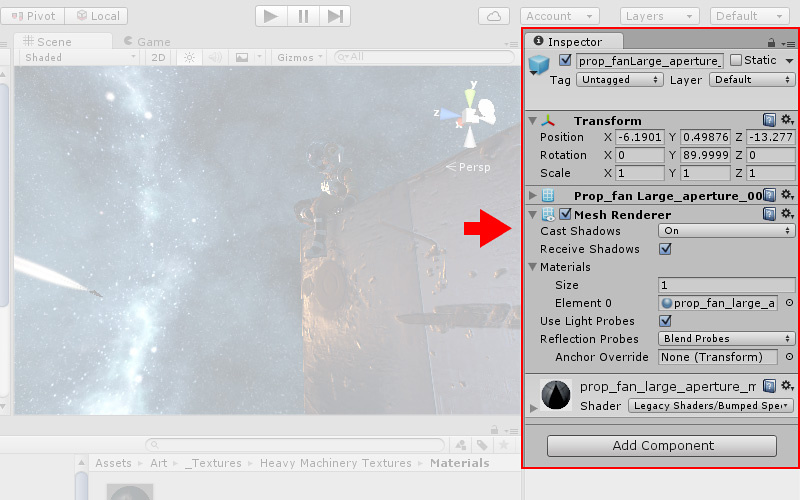 Pivot Local Account Layers Default
Scene Game
Shaded 2D Gizmos All
Persp
y
z
x
Assets Art _Textures Heavy Machinery Textures Materials
Inspector
prop_fanLarge_aperture_ Static
Tag Untagged Layer Default
Transform
Position X -6.1901 Y 0.49876 Z -13.277
Rotation X 0 Y 89.9999 Z 0
Scale X 1 Y 1 Z 1
Prop_fan Large_aperture_00
Mesh Renderer
Cast Shadows On
Receive Shadows
Materials
Size 1
Element 0 prop_fan_large_a
Use Light Probes
Reflection Probes Blend Probes
Anchor Override None (Transform)
prop_fan_large_aperture_m
Shader Legacy Shaders/Bumped Spe
Add Component